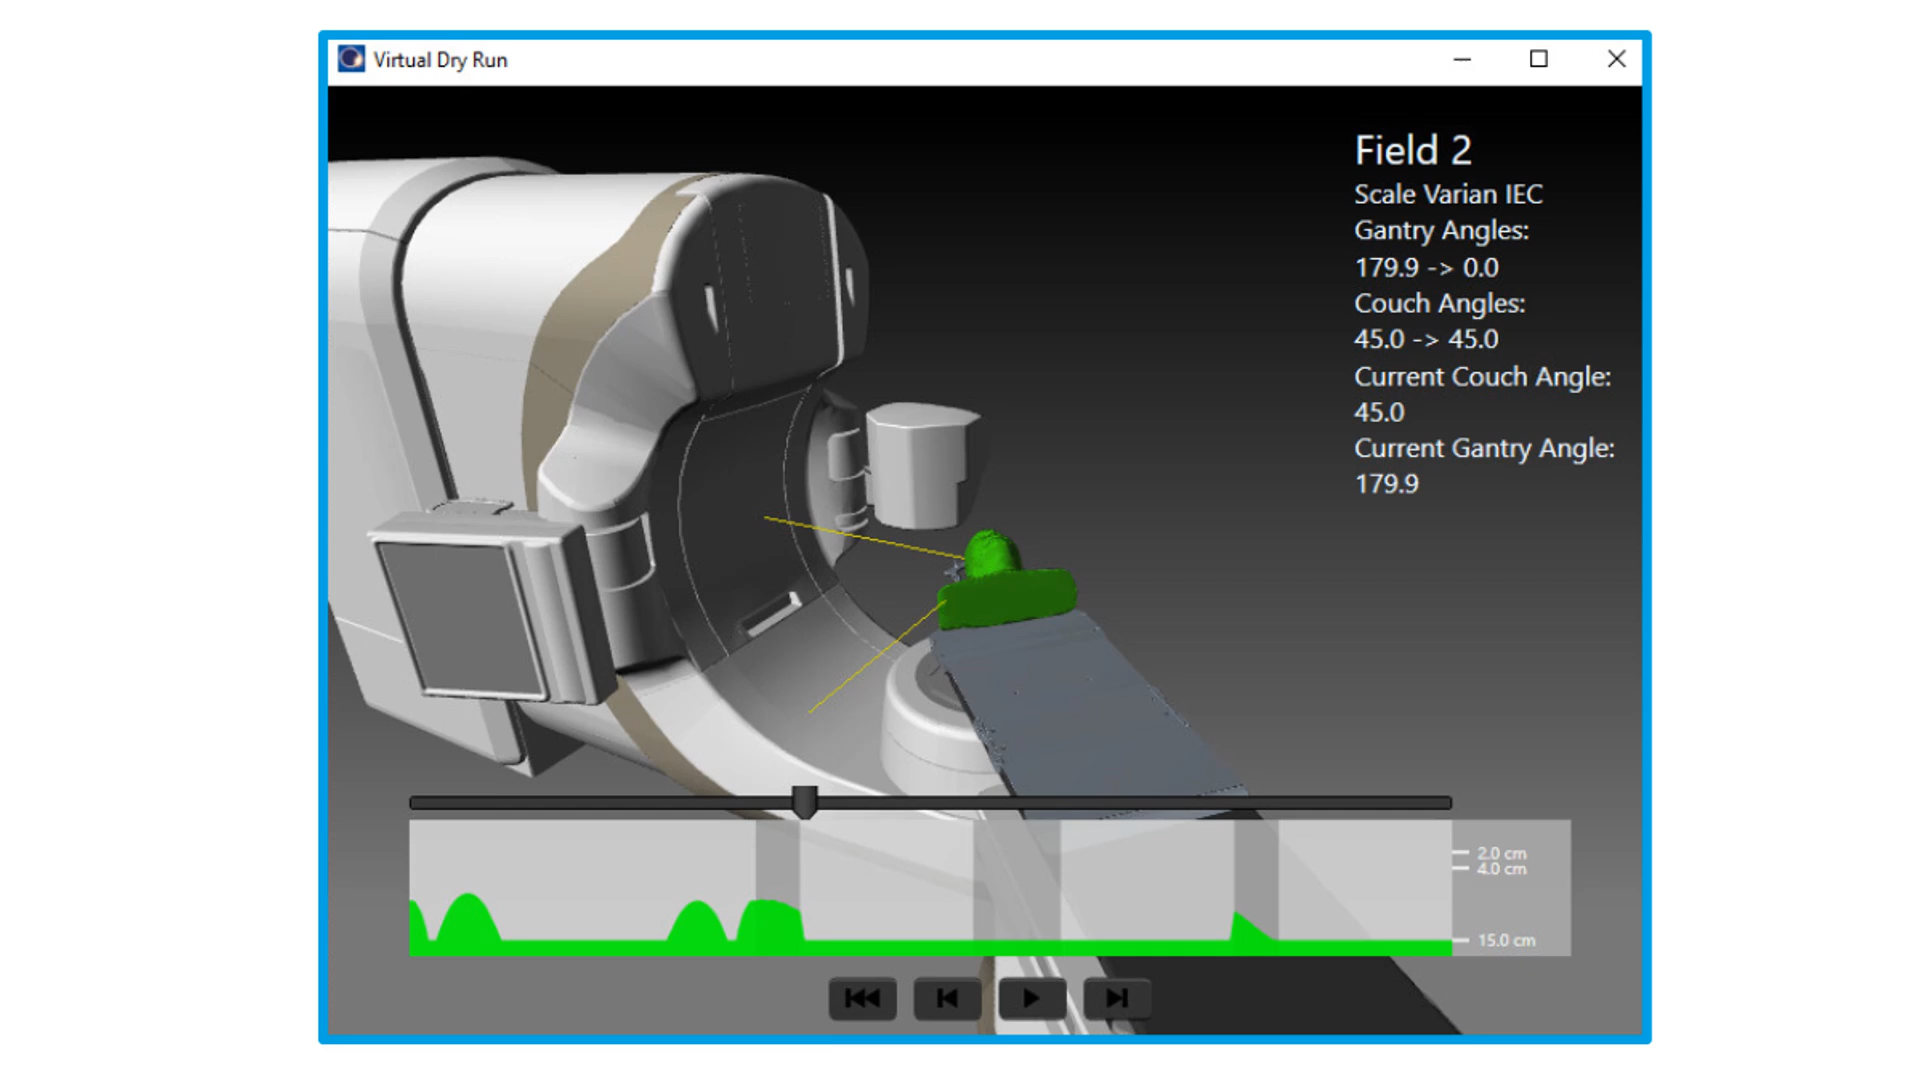 Virtual Dry Run
Field 2
Scale Varian IEC
Gantry Angles:
179.9 -> 0.0
Couch Angles:
45.0 -> 45.0
Current Couch Angle:
45.0
Current Gantry Angle:
179.9
2.0 cm
4.0 cm
15.0 cm